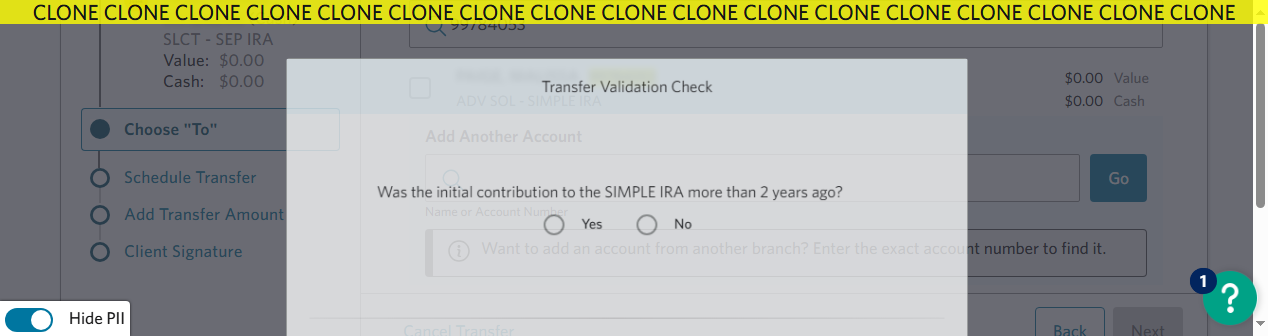 CLONE CLONE CLONE CLONE CLONE CLONE CLONE CLONE CLONE CLONE CLONE CLONE CLONE CLONE CLONE CLONE CLONE
99784053
SLCT - SEP IRA
Value: $0.00
Cash: $0.00
Transfer Validation Check
ADV SOL - SIMPLE IRA
$0.00 Value
$0.00 Cash
Choose "To"
Add Another Account
Schedule Transfer
Go
Was the initial contribution to the SIMPLE IRA more than 2 years ago?
Name or Account Number
Add Transfer Amount
Yes No
Client Signature
Want to add an account from another branch? Enter the exact account number to find it.
1
?
Hide PII
Cancel Transfer
Back
Next